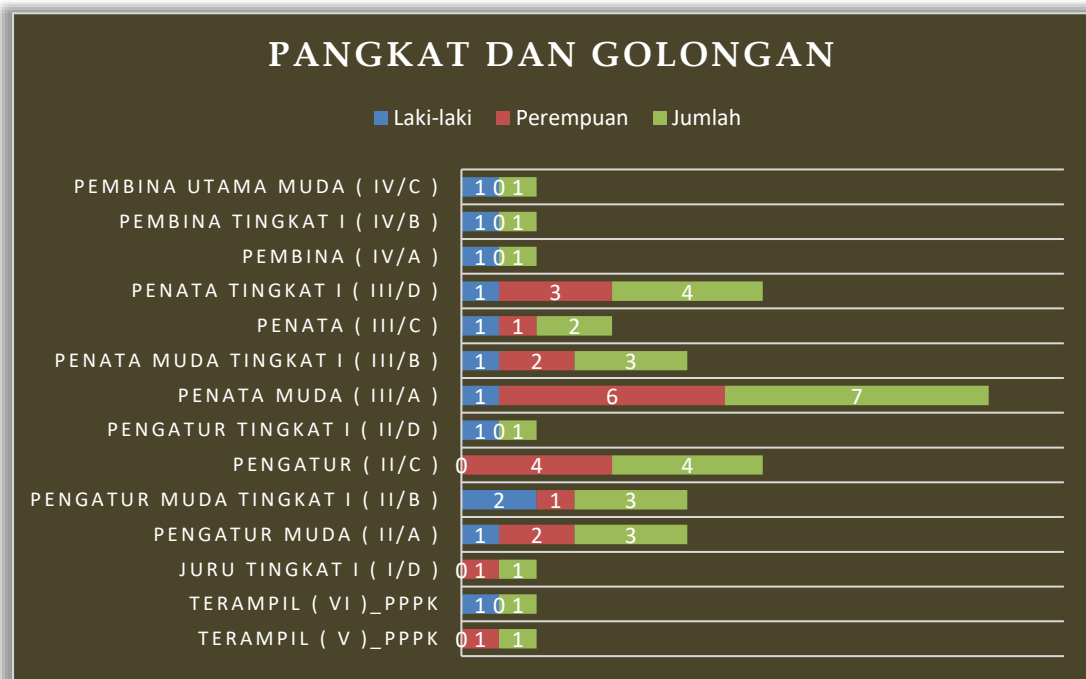 PANGKAT DAN GOLONGAN
Laki-laki Perempuan Jumlah
PEMBINA UTAMA MUDA ( IV/C ) 1 0 1
PEMBINA TINGKAT I ( IV/B ) 1 0 1
PEMBINA ( IV/A ) 1 0 1
PENATA TINGKAT I ( III/D ) 1 3 4
PENATA ( III/C ) 1 1 2
PENATA MUDA TINGKAT I ( III/B ) 1 2 3
PENATA MUDA ( III/A ) 1 6 7
PENGATUR TINGKAT I ( II/D ) 1 0 1
PENGATUR ( II/C ) 0 4 4
PENGATUR MUDA TINGKAT I ( II/B ) 2 1 3
PENGATUR MUDA ( II/A ) 1 2 3
JURU TINGKAT I ( I/D ) 0 1 1
TERAMPIL ( VI )_PPPK 1 0 1
TERAMPIL ( V )_PPPK 0 1 1